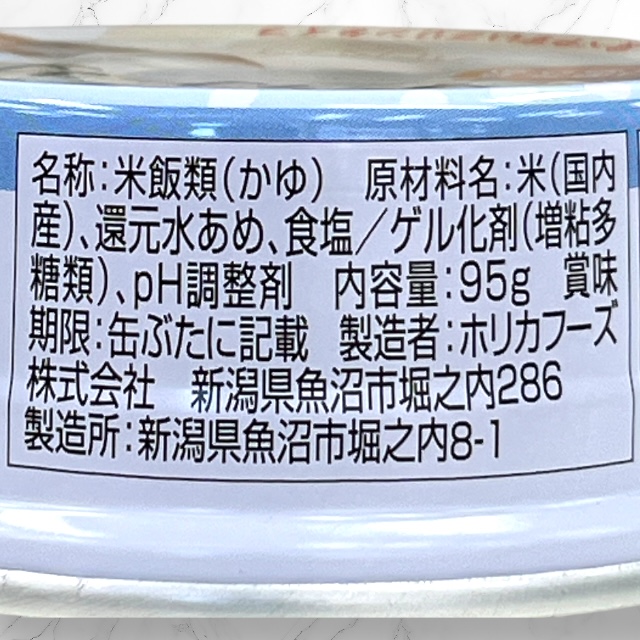 名称:米飯類(かゆ) 原材料名:米(国内
産)、還元水あめ、食塩/ゲル化剤(増粘多
糖類)、pH調整剤 内容量:95g 賞味
期限:缶ぶたに記載 製造者:ホリカフーズ
株式会社 新潟県魚沼市堀之内286
製造所:新潟県魚沼市堀之内8-1